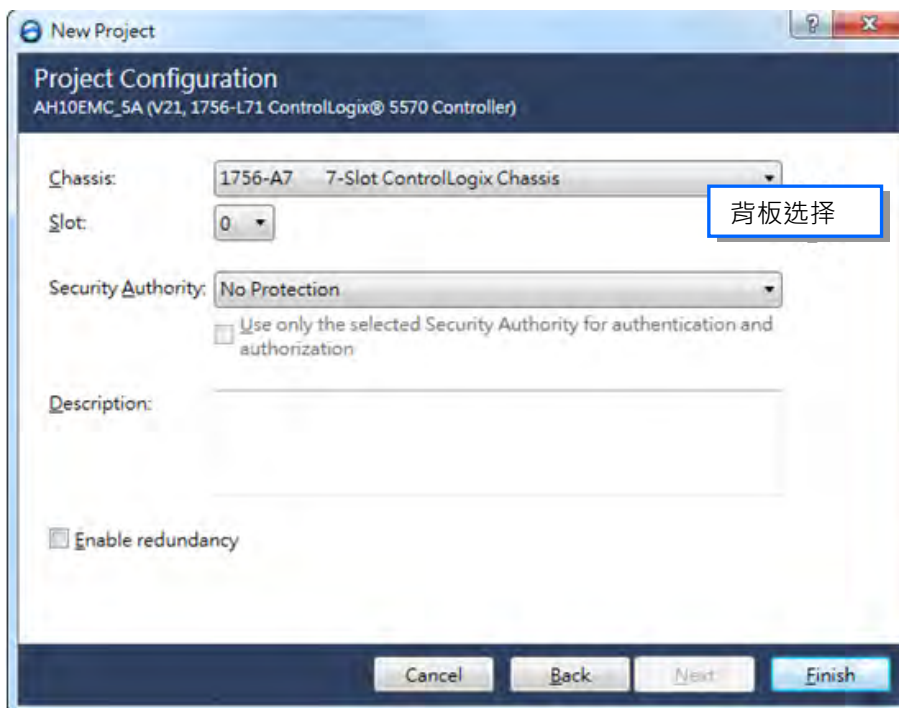 New Project
Project Configuration
AH10EMC_5A (V21, 1756-L71 ControlLogix® 5570 Controller)
Chassis: 1756-A7 7-Slot ControlLogix Chassis
背板选择
Slot: 0
Security Authority: No Protection
Use only the selected Security Authority for authentication and
authorization
Description:
Enable redundancy
Cancel Back Next Finish